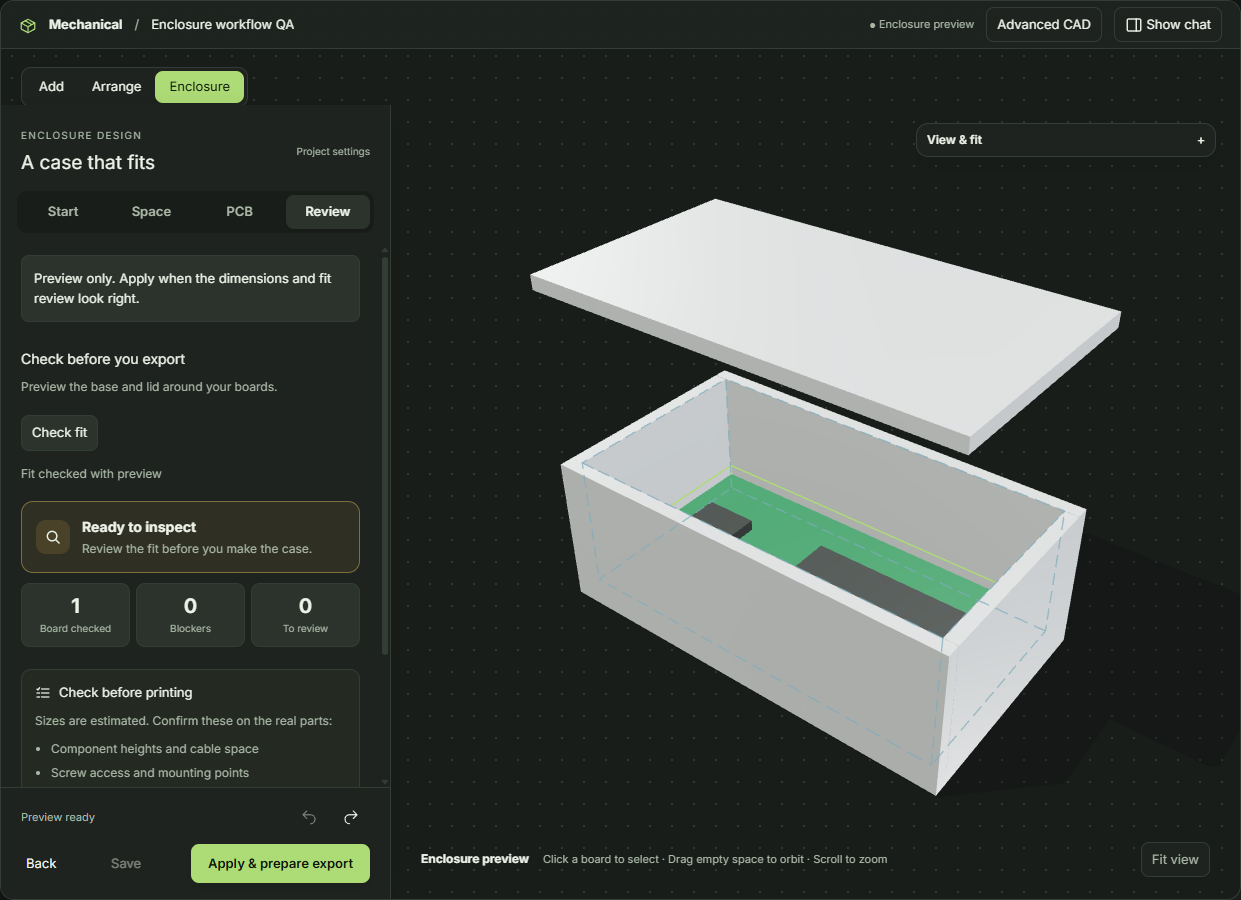 Mechanical / Enclosure workflow QA
Enclosure preview
Advanced CAD
Show chat
Add
Arrange
Enclosure
ENCLOSURE DESIGN
A case that fits
Project settings
View & fit
+
Start
Space
PCB
Review
Preview only. Apply when the dimensions and fit
review look right.
Check before you export
Preview the base and lid around your boards.
Check fit
Fit checked with preview
Ready to inspect
Review the fit before you make the case.
1
Board checked
0
Blockers
0
To review
Check before printing
Sizes are estimated. Confirm these on the real parts:
• Component heights and cable space
• Screw access and mounting points
Preview ready
Back
Save
Apply & prepare export
Enclosure preview
Click a board to select · Drag empty space to orbit · Scroll to zoom
Fit view